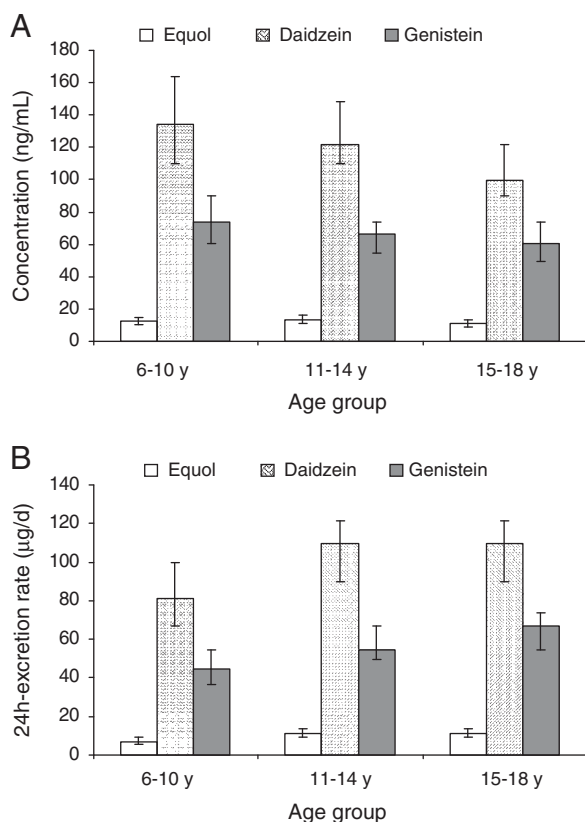 A
Equol Daidzein Genistein
Concentration (ng/mL)
180
160
140
120
100
80
60
40
20
0
6-10 y 11-14 y 15-18 y
Age group
B
Equol Daidzein Genistein
24h-excretion rate (μg/d)
140
120
100
80
60
40
20
0
6-10 y 11-14 y 15-18 y
Age group